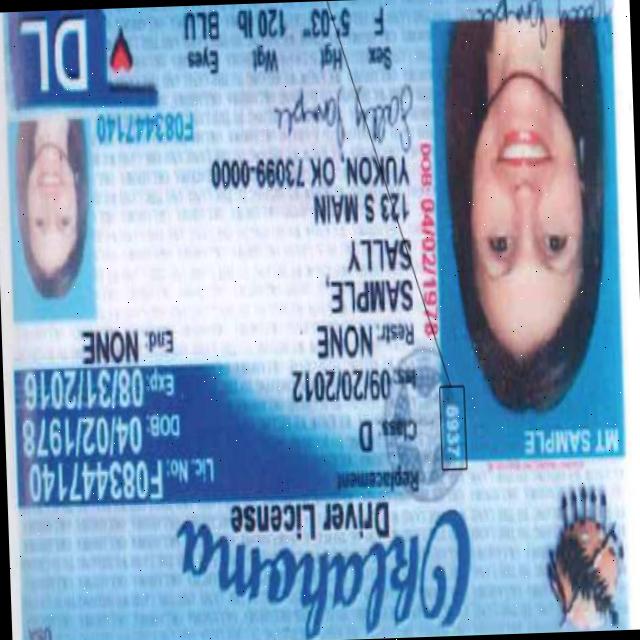 USA
Oklahoma
Driver License
Replacement
Lic. No: F083447140
Class: D
DOB: 04/02/1978
Iss: 09/20/2012
Exp: 08/31/2016
Restr: NONE
End: NONE
SAMPLE,
SALLY
123 S MAIN
YUKON, OK 73099-0000
Sally Sample
F083447140
Sex Hgt Wgt Eyes
F 5'-03" 120 lb BLU
DL
MT SAMPLE
6937
DOB: 04/02/1978
Sally Sample